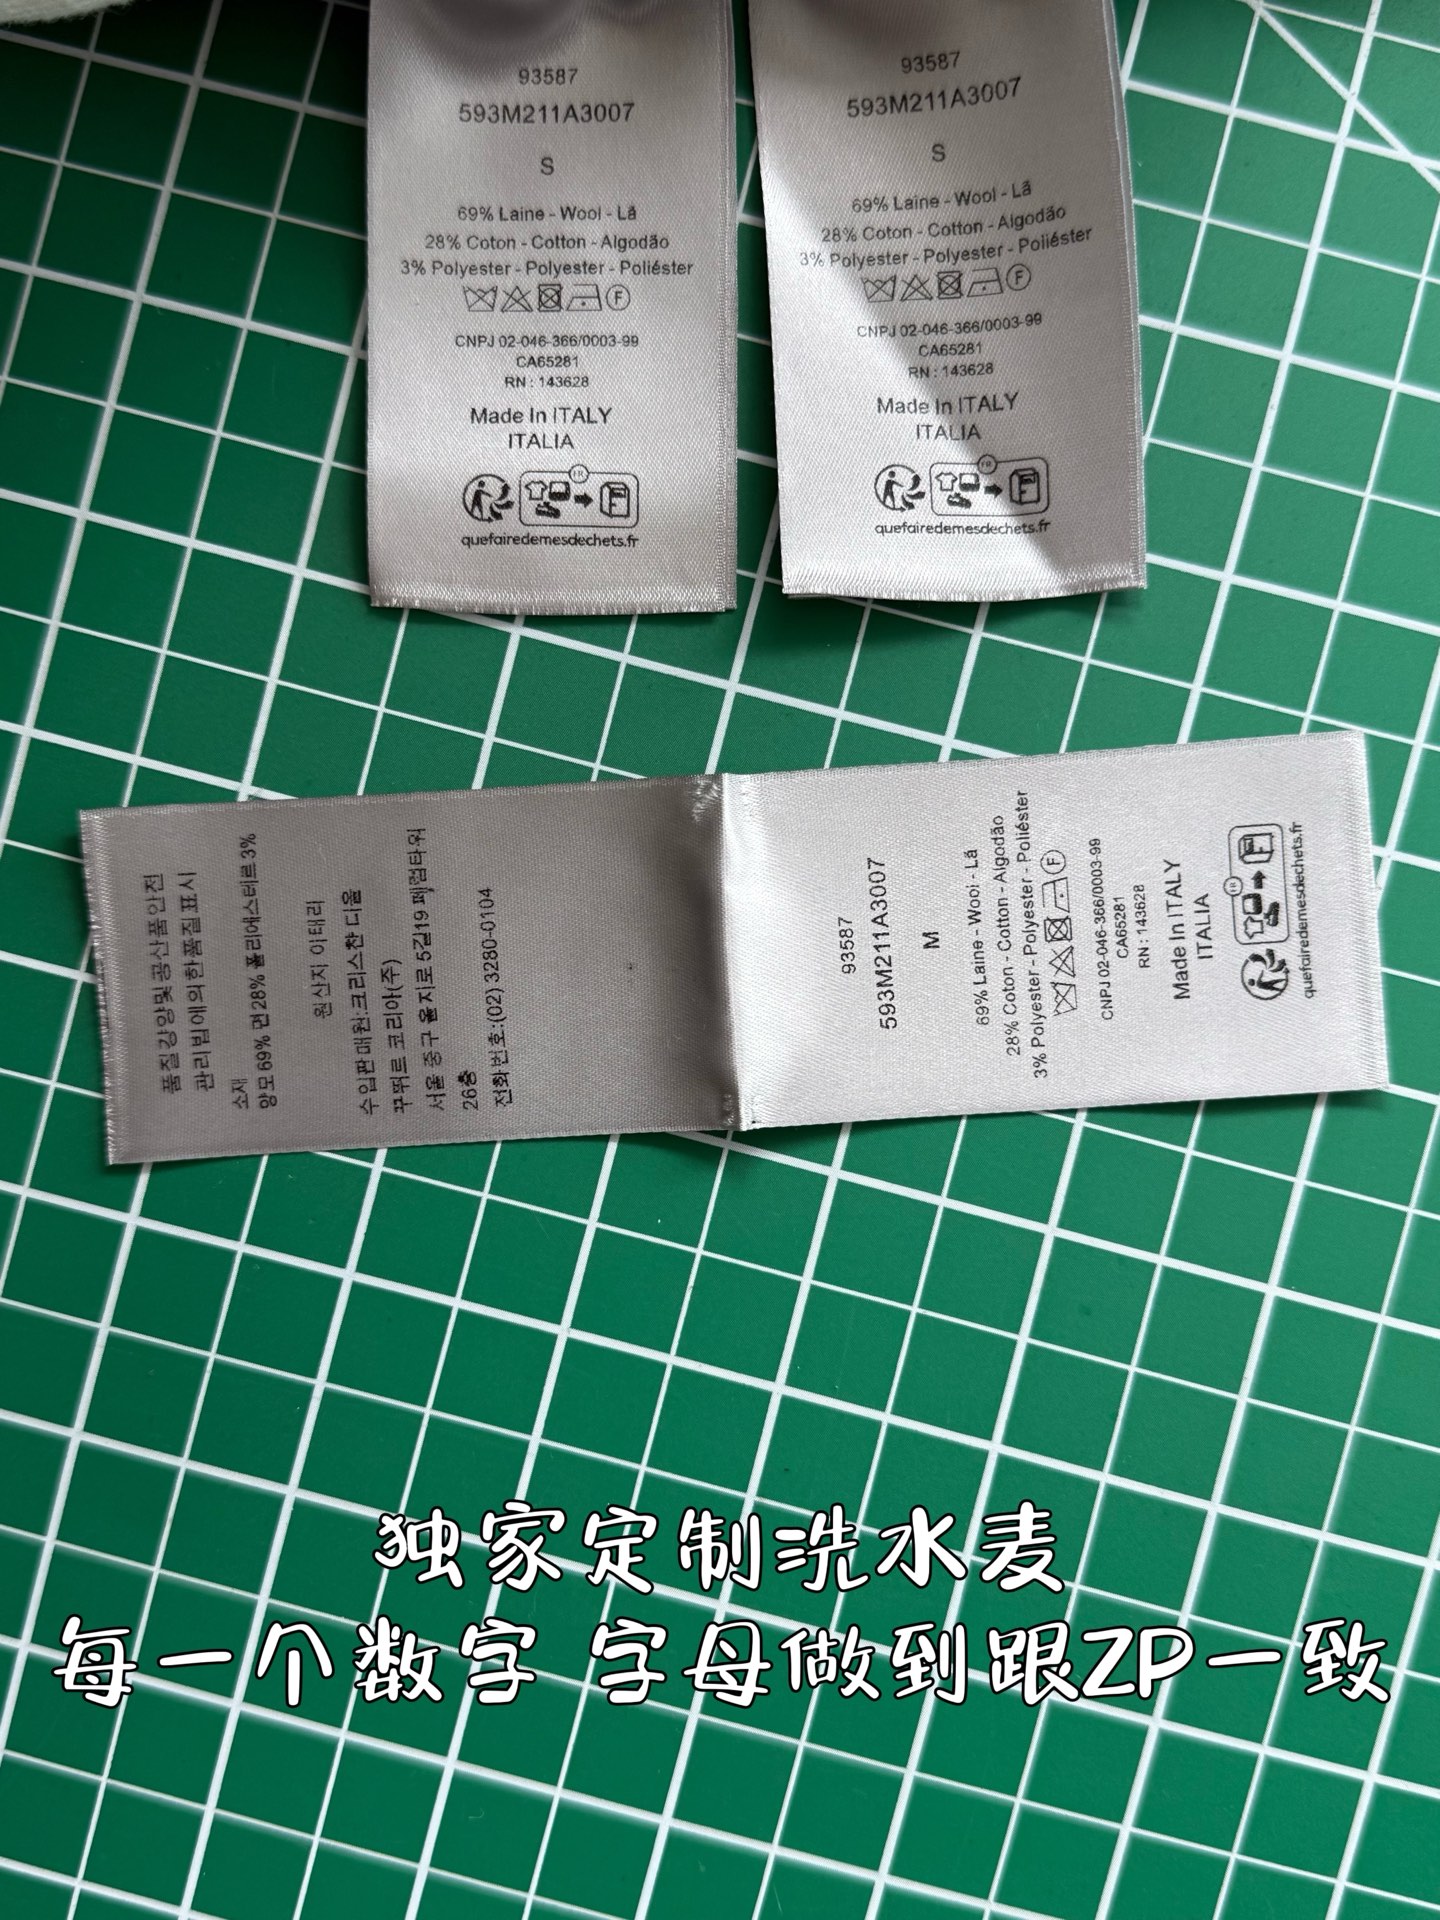 93587
593M211A3007
S
69% Laine - Wool - Lã
28% Coton - Cotton - Algodão
3% Polyester - Polyester - Poliéster
F
CNPJ 02-046-366/0003-99
CA65281
RN : 143628
Made In ITALY
ITALIA
FR
quefairedemesdechets.fr
93587
593M211A3007
S
69% Laine - Wool - Lã
28% Coton - Cotton - Algodão
3% Polyester - Polyester - Poliéster
F
CNPJ 02-046-366/0003-99
CA65281
RN : 143628
Made In ITALY
ITALIA
FR
quefairedemesdechets.fr
품질강양및공산품안전
관리법에의한품질표시
소재
양모 69% 면 28% 폴리에스테르 3%
원산지 이태리
수입판매원:크리스챤 디올
꾸뛰르 코리아(주)
서울 중구 을지로 5길19 페럼타워
26층
전화번호:(02) 3280-0104
93587
593M211A3007
M
69% Laine - Wool - Lã
28% Coton - Cotton - Algodão
3% Polyester - Polyester - Poliéster
F
CNPJ 02-046-366/0003-99
CA65281
RN : 143628
Made In ITALY
ITALIA
FR
quefairedemesdechets.fr
独家定制洗水麦
每一个数字 字母做到跟ZP一致